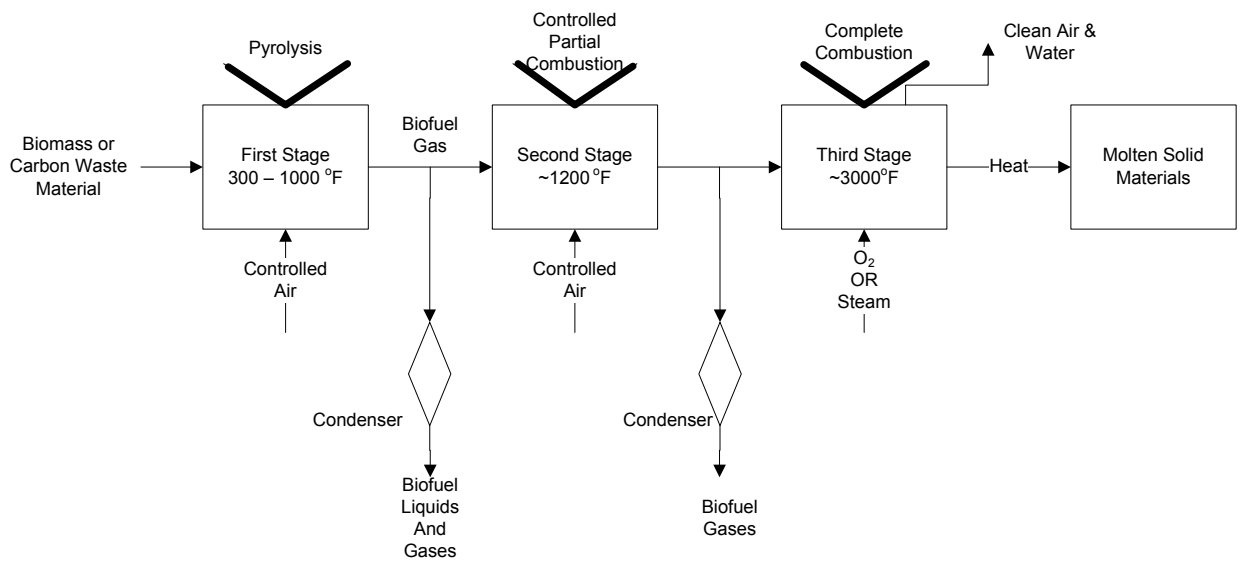 Pyrolysis
Controlled
Partial
Combustion
Complete
Combustion
Clean Air &
Water
Biomass or
Carbon Waste
Material
First Stage
300 – 1000 °F
Biofuel
Gas
Second Stage
~1200 °F
Third Stage
~3000°F
Heat
Molten Solid
Materials
Controlled
Air
Controlled
Air
O₂
OR
Steam
Condenser
Condenser
Biofuel
Liquids
And
Gases
Biofuel
Gases